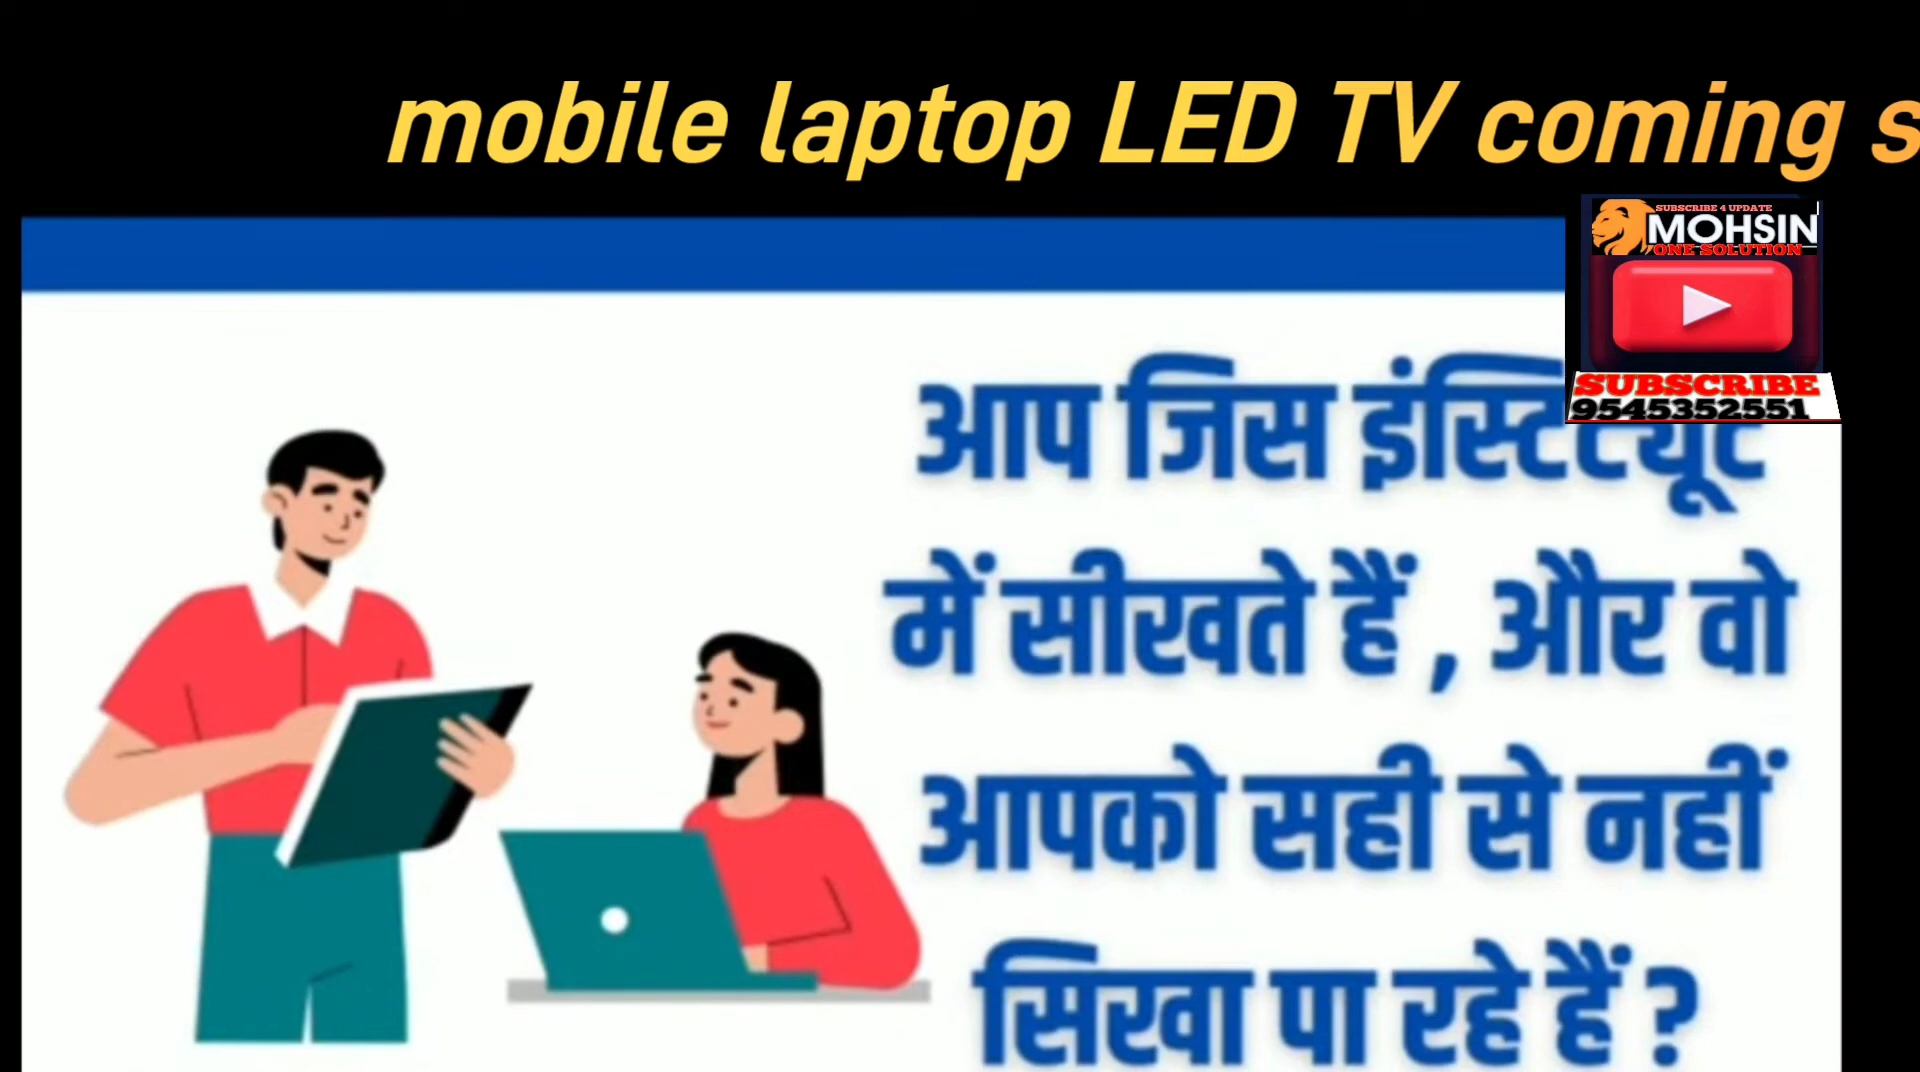 mobile laptop LED TV coming s
SUBSCRIBE 4 UPDATE
MOHSIN
ONE SOLUTION
SUBSCRIBE
9545352551
आप जिस इंस्टिट्यूट
में सीखते हैं , और वो
आपको सही से नहीं
सिखा पा रहे हैं ?